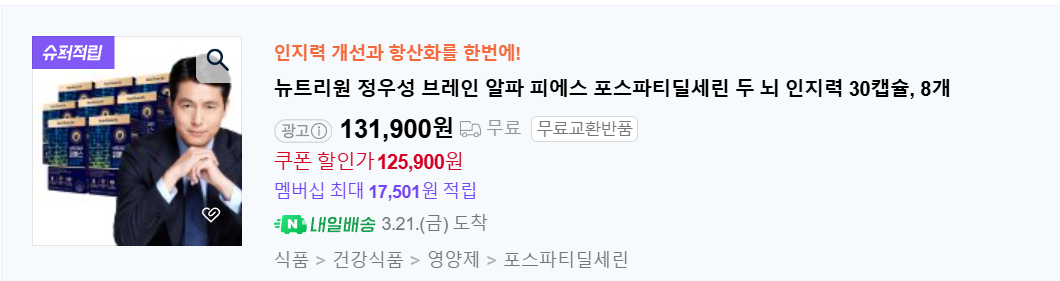 슈퍼적립
인지력 개선과 항산화를 한번에!
뉴트리원 정우성 브레인 알파 피에스 포스파티딜세린 두 뇌 인지력 30캡슐, 8개
광고 131,900원 무료 무료교환반품
쿠폰 할인가 125,900원
멤버십 최대 17,501원 적립
N 내일배송 3.21.(금) 도착
식품 > 건강식품 > 영양제 > 포스파티딜세린